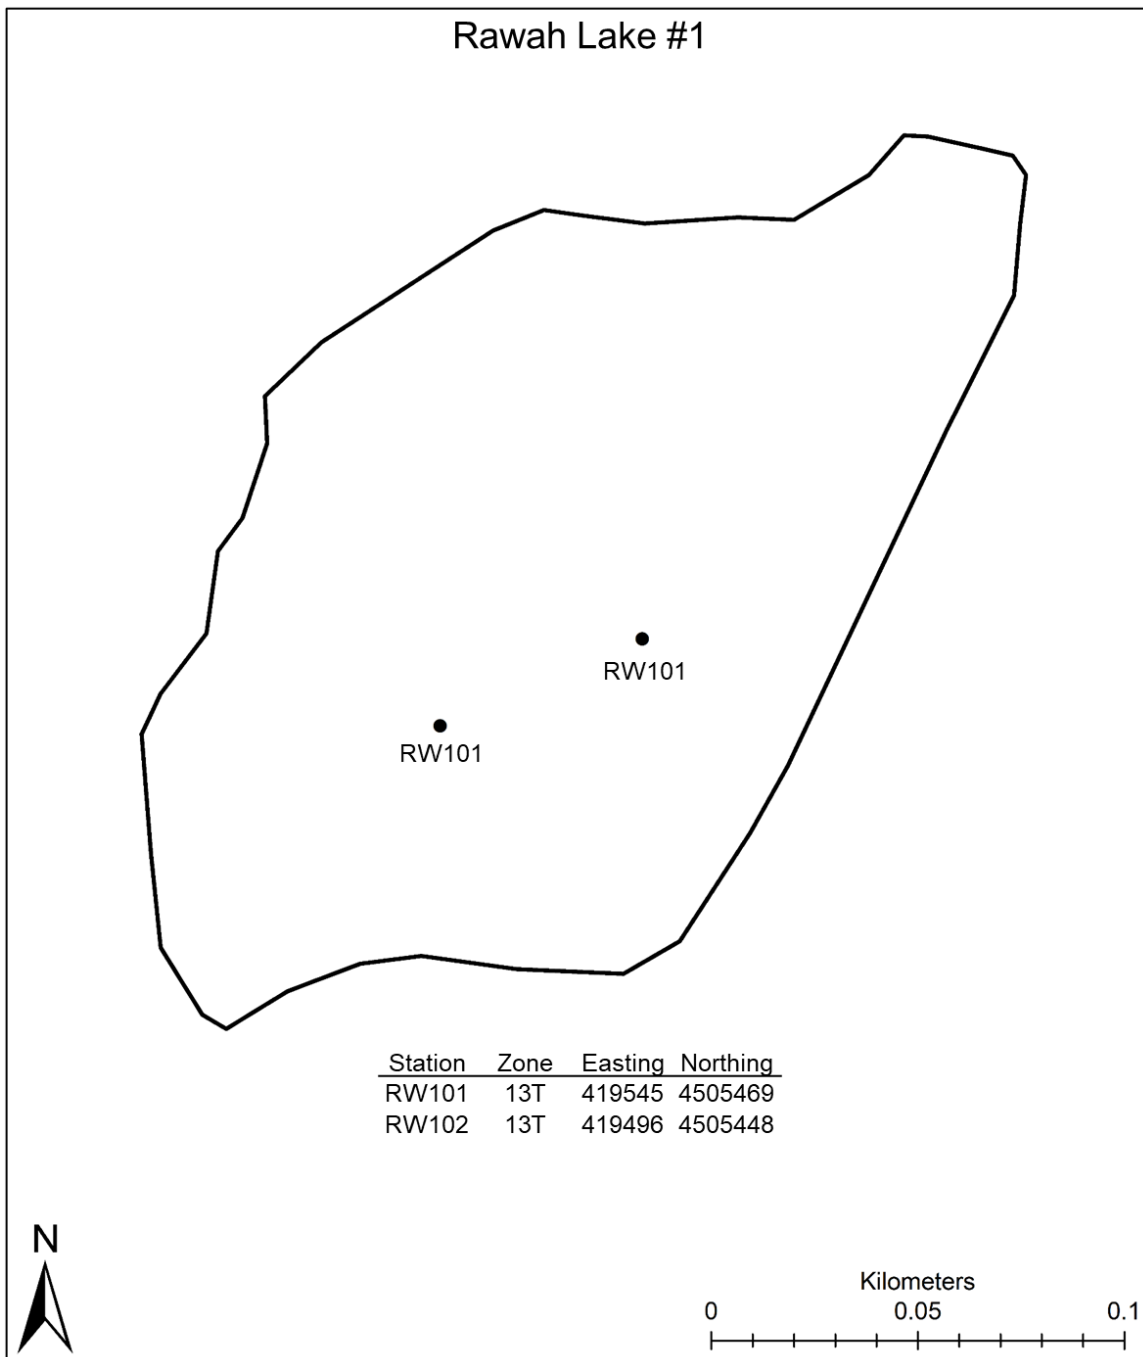 Rawah Lake #1
RW101
RW101
Station Zone Easting Northing
RW101 13T 419545 4505469
RW102 13T 419496 4505448
N
Kilometers
0 0.05 0.1